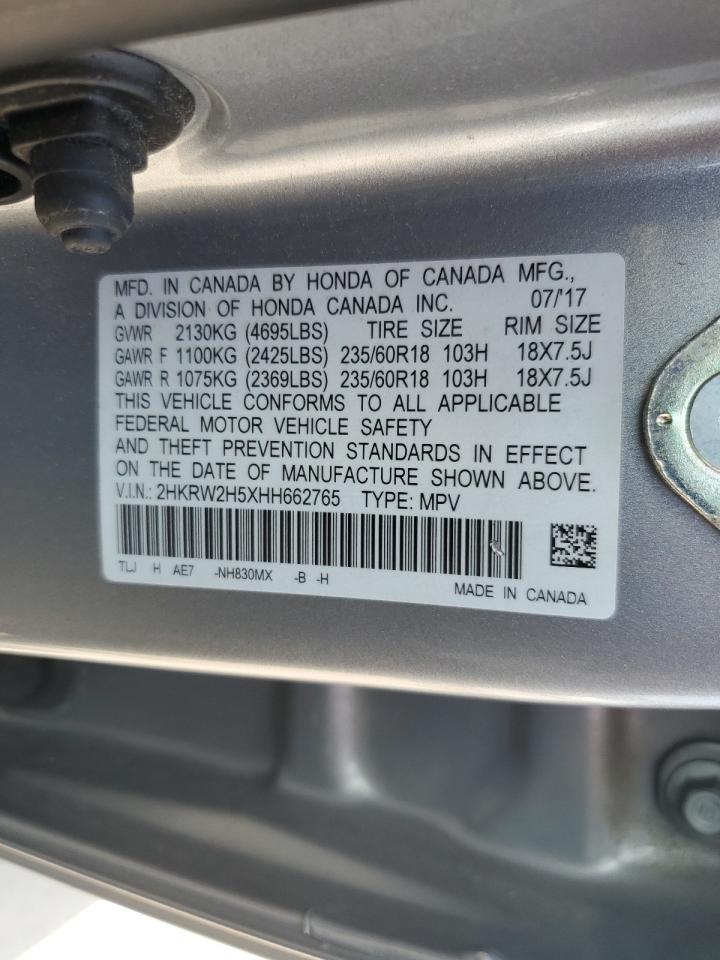 MFD. IN CANADA BY HONDA OF CANADA MFG.,
A DIVISION OF HONDA CANADA INC. 07/'17
GVWR 2130KG (4695LBS) TIRE SIZE RIM SIZE
GAWR F 1100KG (2425LBS) 235/60R18 103H 18X7.5J
GAWR R 1075KG (2369LBS) 235/60R18 103H 18X7.5J
THIS VEHICLE CONFORMS TO ALL APPLICABLE
FEDERAL MOTOR VEHICLE SAFETY
AND THEFT PREVENTION STANDARDS IN EFFECT
ON THE DATE OF MANUFACTURE SHOWN ABOVE.
V.I.N.: 2HKRW2H5XHH662765 TYPE: MPV
TLJ H AE7 -NH830MX -B -H
MADE IN CANADA